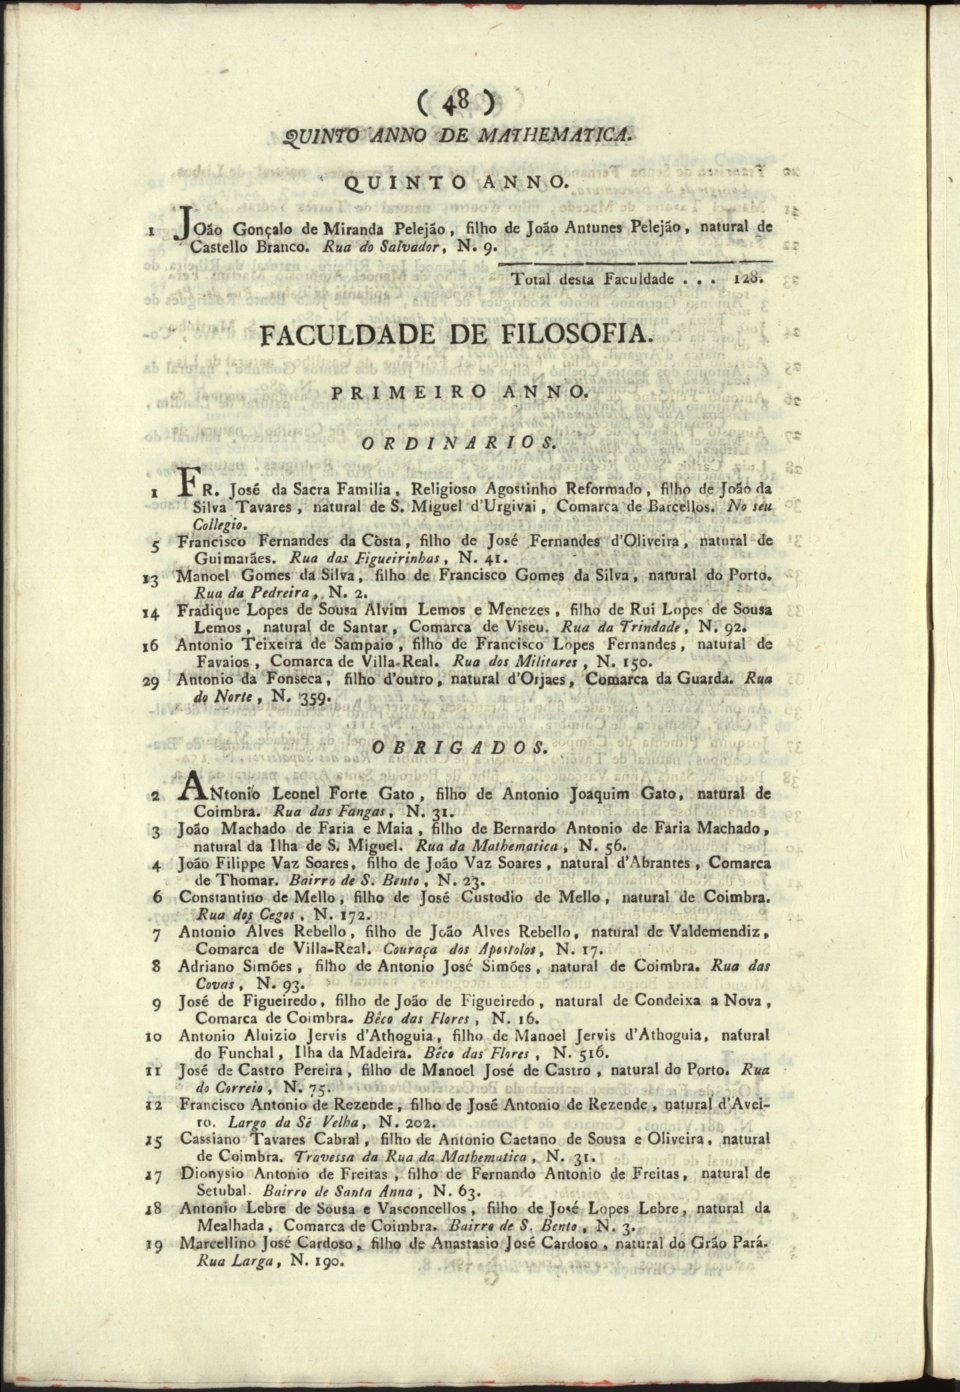 ( 48 )
QUINTO ANNO DE MATHEMATICA.
QUINTO ANNO.
1 JOão Gonçalo de Miranda Pelejão, filho de João Antunes Pelejão, natural de
Castello Branco. Rua do Salvador, N. 9.
Total desta Faculdade . . . 128.
FACULDADE DE FILOSOFIA.
PRIMEIRO ANNO.
ORDINARIOS.
1 FR. José da Sacra Familia, Religioso Agostinho Reformado, filho de João da
Silva Tavares, natural de S. Miguel d'Urgivai, Comarca de Barcellos. No seu
Collegio.
5 Francisco Fernandes da Costa, filho de José Fernandes d'Oliveira, natural de
Guimarães. Rua das Figueirinhas, N. 41.
13 Manoel Gomes da Silva, filho de Francisco Gomes da Silva, natural do Porto.
Rua da Pedreira, N. 2.
14 Fradique Lopes de Sousa Alvim Lemos e Menezes, filho de Rui Lopes de Sousa
Lemos, natural de Santar, Comarca de Viseu. Rua da Trindade, N. 92.
16 Antonio Teixeira de Sampaio, filho de Francisco Lopes Fernandes, natural de
Favaios, Comarca de Villa-Real. Rua dos Militares, N. 150.
29 Antonio da Fonseca, filho d'outro, natural d'Orjaes, Comarca da Guarda. Rua
do Norte, N. 359.
OBRIGADOS.
2 ANtonio Leonel Forte Gato, filho de Antonio Joaquim Gato, natural de
Coimbra. Rua das Fangas, N. 31.
3 João Machado de Faria e Maia, filho de Bernardo Antonio de Faria Machado,
natural da Ilha de S. Miguel. Rua da Mathematica, N. 56.
4 João Filippe Vaz Soares, filho de João Vaz Soares, natural d'Abrantes, Comarca
de Thomar. Bairro de S. Bento, N. 23.
6 Constantino de Mello, filho de José Custodio de Mello, natural de Coimbra.
Rua dos Cegos, N. 172.
7 Antonio Alves Rebello, filho de João Alves Rebello, natural de Valdemendiz,
Comarca de Villa-Real. Couraça dos Apostolos, N. 17.
8 Adriano Simões, filho de Antonio José Simões, natural de Coimbra. Rua das
Covas, N. 93.
9 José de Figueiredo, filho de João de Figueiredo, natural de Condeixa a Nova,
Comarca de Coimbra. Bêco das Flores, N. 16.
10 Antonio Aluizio Jervis d'Athoguia, filho de Manoel Jervis d'Athoguia, natural
do Funchal, Ilha da Madeira. Bêco das Flores, N. 516.
11 José de Castro Pereira, filho de Manoel José de Castro, natural do Porto. Rua
do Correio, N. 75.
12 Francisco Antonio de Rezende, filho de José Antonio de Rezende, natural d'Avei-
ro. Largo da Sé Velha, N. 202.
15 Cassiano Tavares Cabral, filho de Antonio Caetano de Sousa e Oliveira, natural
de Coimbra. Travessa da Rua da Mathematica, N. 31.
17 Dionysio Antonio de Freitas, filho de Fernando Antonio de Freitas, natural de
Setubal. Bairro de Santa Anna, N. 63.
18 Antonio Lebre de Sousa e Vasconcellos, filho de José Lopes Lebre, natural da
Mealhada, Comarca de Coimbra. Bairro de S. Bento, N. 3.
19 Marcellino José Cardoso, filho de Anastasio José Cardoso, natural do Grão Pará.
Rua Larga, N. 190.